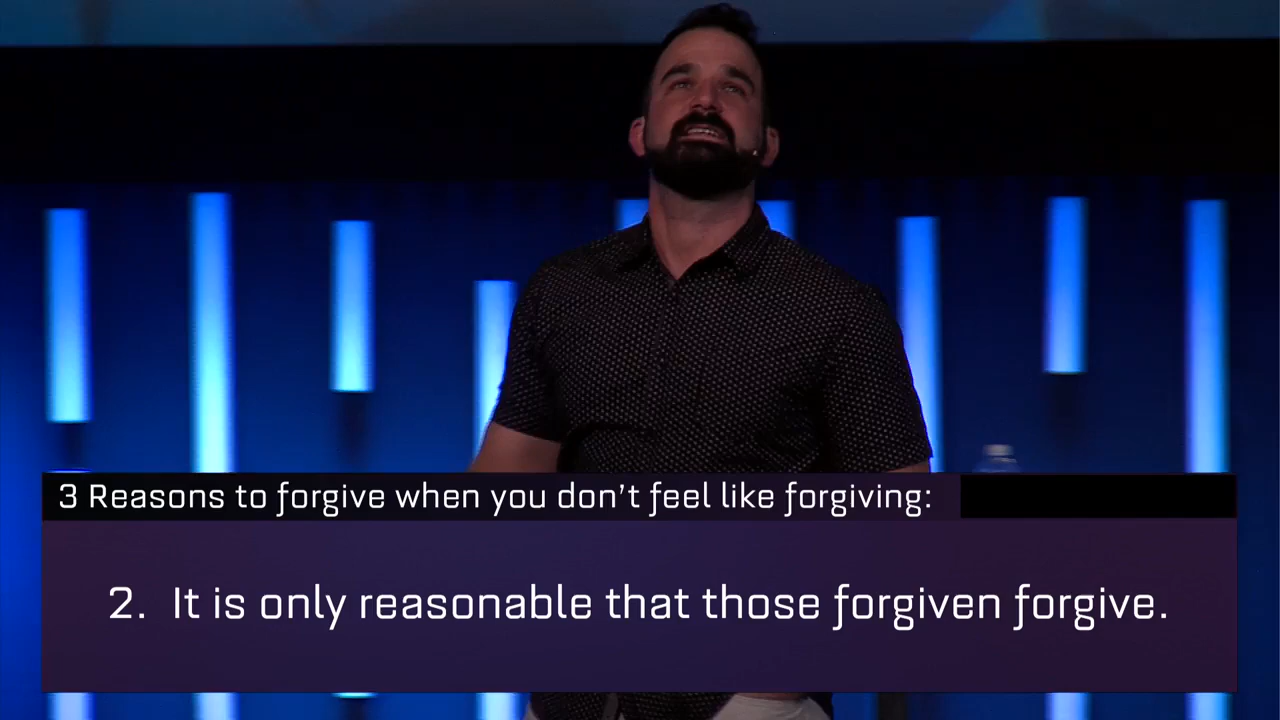 3 Reasons to forgive when you don’t feel like forgiving:
2. It is only reasonable that those forgiven forgive.